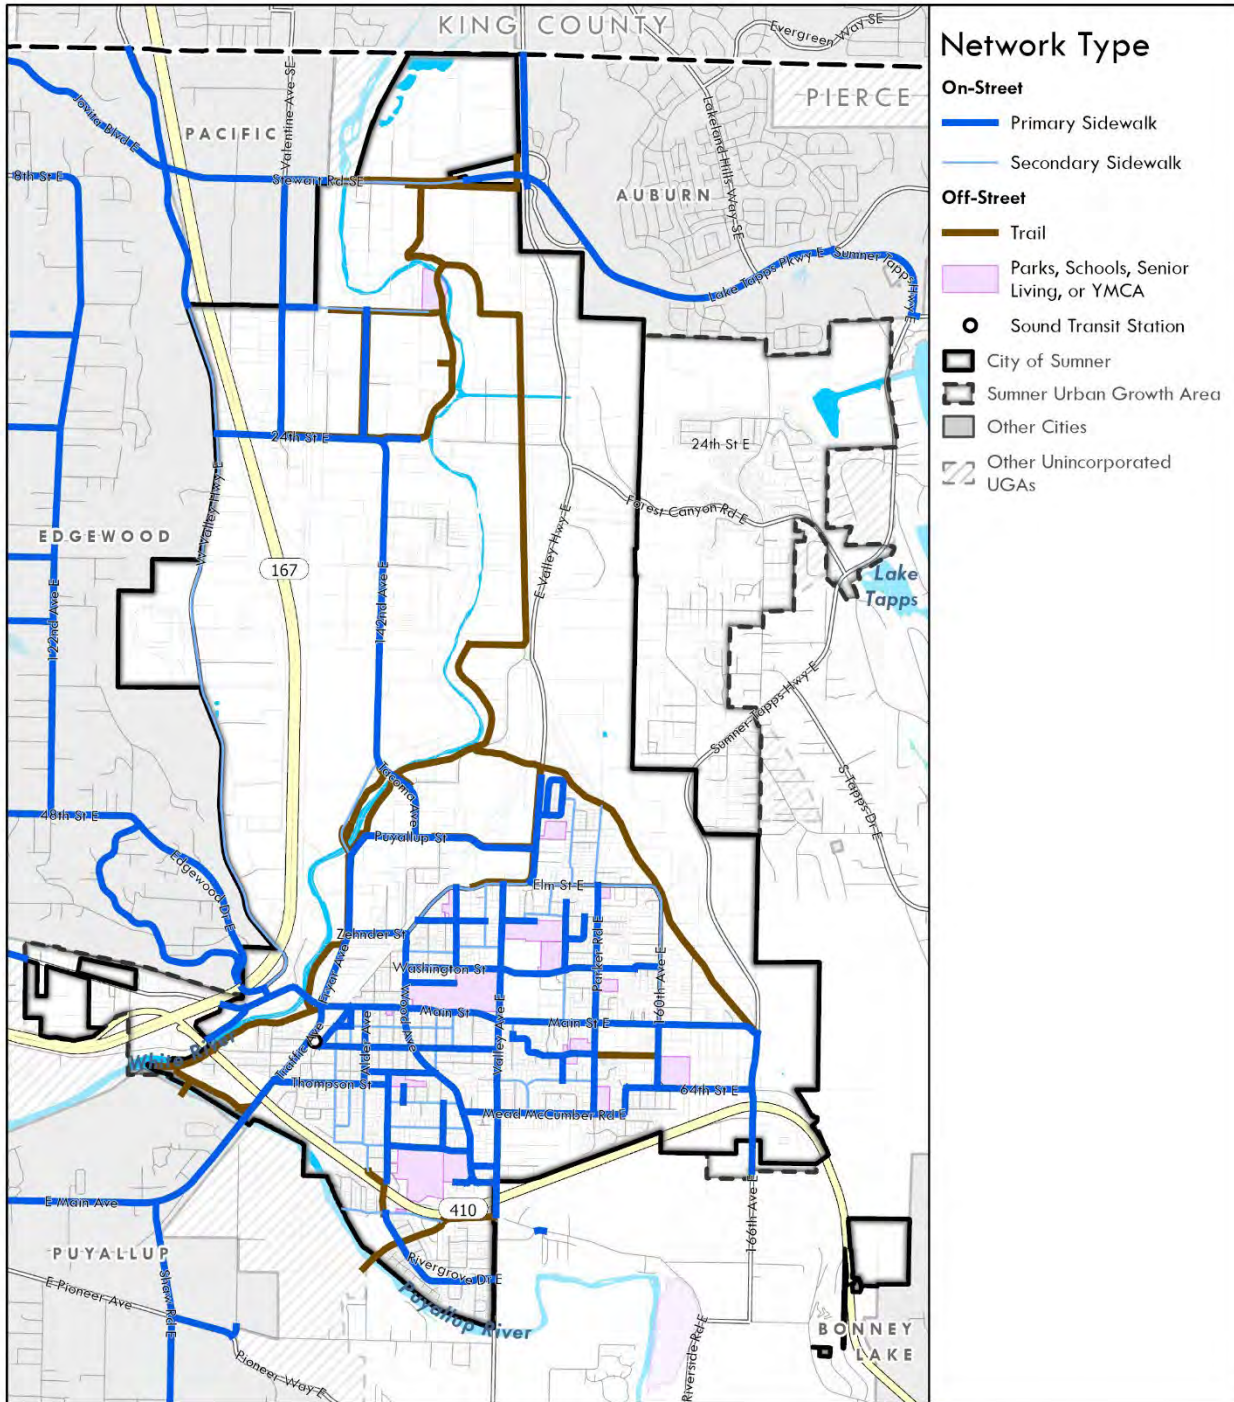 KING COUNTY
Evergreen Way SE
PIERCE
Jovita Blvd E
PACIFIC
Valentine Ave SE
Lakeland Hills Way SE
8th St E
Stewart Rd SE
AUBURN
Lake Tapps Pkwy E
Sumner Tapps Hwy E
24th St E
24th St E
W Valley Hwy E
E Valley Hwy E
Forest Canyon Rd E
EDGEWOOD
167
Lake
Tapps
122nd Ave E
142nd Ave E
Sumner-Tapps Hwy E
S Tapps Dr E
Tacoma Ave
48th St E
Puyallup St
Edgewood Dr E
Elm St E
Zehnder St
Parker Rd E
Washington St
160th Ave E
Fryar Ave
Wood Ave
Main St
Valley Ave E
Main St E
White River
Traffic Ave
Alder Ave
Thompson St
64th St E
Mead McCumber Rd E
E Main Ave
410
166th Ave E
PUYALLUP
Shaw Rd E
Rivergrove Dr E
E Pioneer Ave
Puyallup River
Riverside Rd E
BONNEY
LAKE
Pioneer Way E
Network Type
On-Street
Primary Sidewalk
Secondary Sidewalk
Off-Street
Trail
Parks, Schools, Senior
Living, or YMCA
Sound Transit Station
City of Sumner
Sumner Urban Growth Area
Other Cities
Other Unincorporated
UGAs